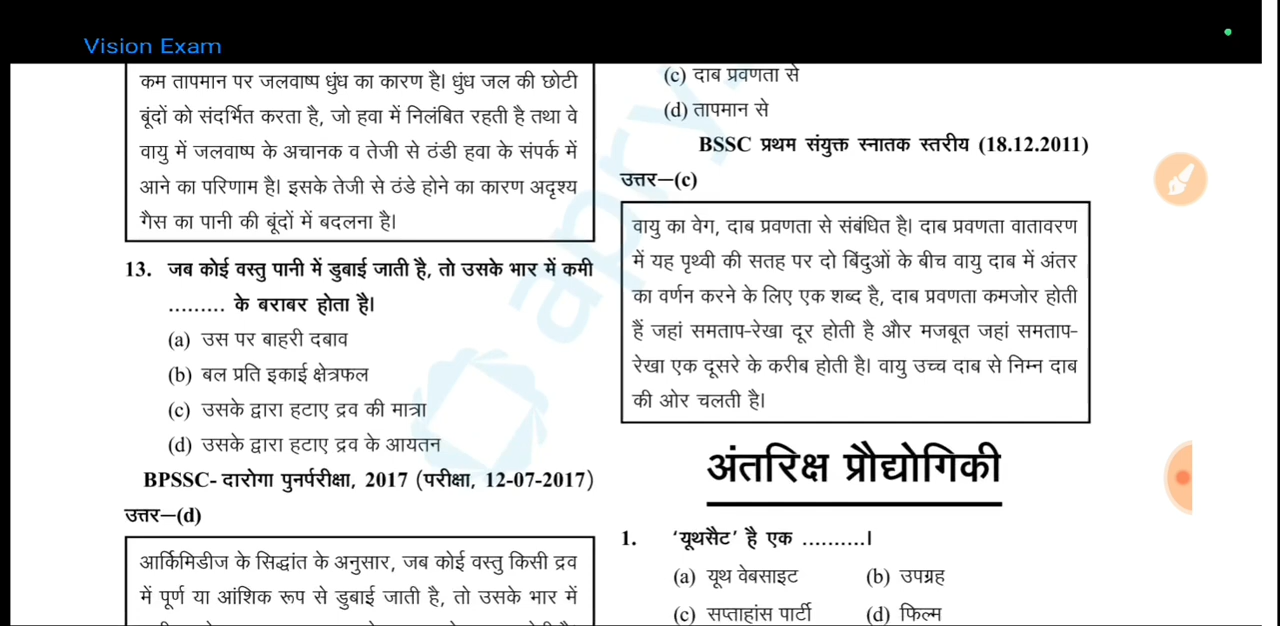 Vision Exam
कम तापमान पर जलवाष्प धुंध का कारण है। धुंध जल की छोटी
बूंदों को संदर्भित करता है, जो हवा में निलंबित रहती है तथा वे
वायु में जलवाष्प के अचानक व तेजी से ठंडी हवा के संपर्क में
आने का परिणाम है। इसके तेजी से ठंडे होने का कारण अदृश्य
गैस का पानी की बूंदों में बदलना है।
13. जब कोई वस्तु पानी में डुबाई जाती है, तो उसके भार में कमी
......... के बराबर होता है।
(a) उस पर बाहरी दबाव
(b) बल प्रति इकाई क्षेत्रफल
(c) उसके द्वारा हटाए द्रव की मात्रा
(d) उसके द्वारा हटाए द्रव के आयतन
BPSSC- दारोगा पुनर्परीक्षा, 2017 (परीक्षा, 12-07-2017)
उत्तर—(d)
आर्किमिडीज के सिद्धांत के अनुसार, जब कोई वस्तु किसी द्रव
में पूर्ण या आंशिक रूप से डुबाई जाती है, तो उसके भार में
(c) दाब प्रवणता से
(d) तापमान से
BSSC प्रथम संयुक्त स्नातक स्तरीय (18.12.2011)
उत्तर—(c)
वायु का वेग, दाब प्रवणता से संबंधित है। दाब प्रवणता वातावरण
में यह पृथ्वी की सतह पर दो बिंदुओं के बीच वायु दाब में अंतर
का वर्णन करने के लिए एक शब्द है, दाब प्रवणता कमजोर होती
हैं जहां समताप-रेखा दूर होती है और मजबूत जहां समताप-
रेखा एक दूसरे के करीब होती है। वायु उच्च दाब से निम्न दाब
की ओर चलती है।
अंतरिक्ष प्रौद्योगिकी
1. ‘यूथसैट’ है एक ..........।
(a) यूथ वेबसाइट (b) उपग्रह
(c) सप्ताहांस पार्टी (d) फिल्म